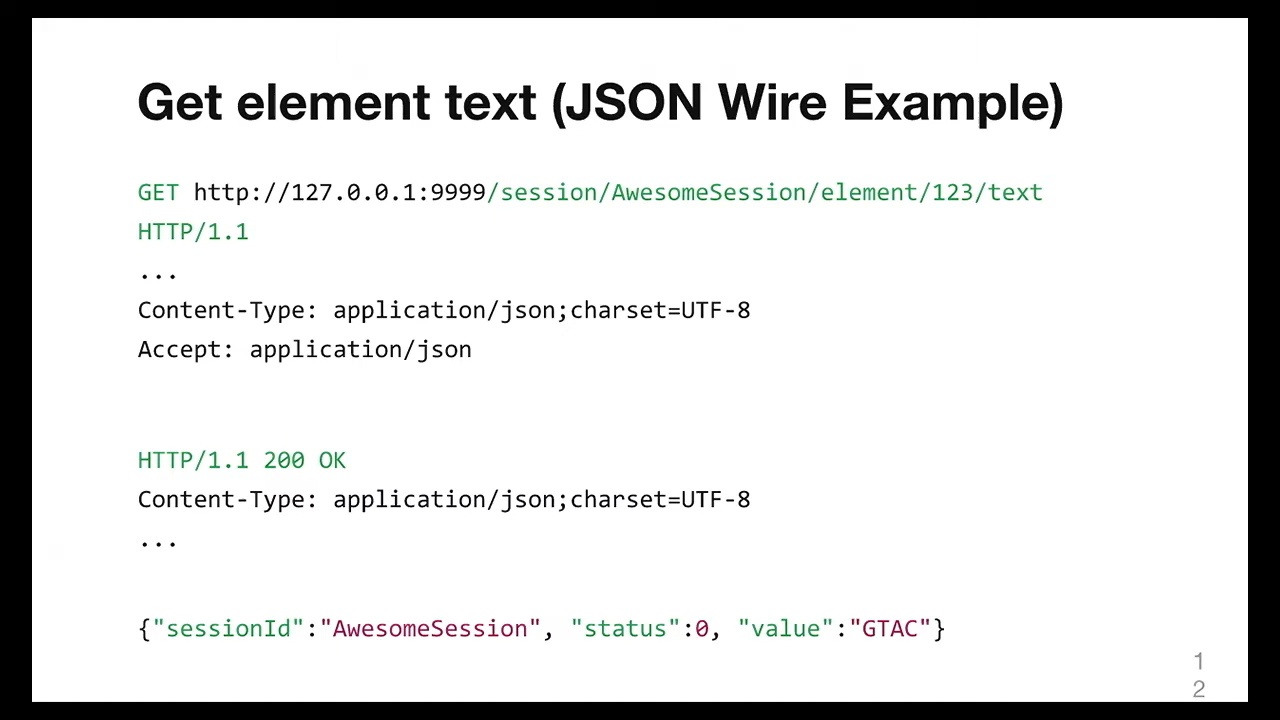 Get element text (JSON Wire Example)
GET http://127.0.0.1:9999/session/AwesomeSession/element/123/text
HTTP/1.1
...
Content-Type: application/json;charset=UTF-8
Accept: application/json
HTTP/1.1 200 OK
Content-Type: application/json;charset=UTF-8
...
{"sessionId":"AwesomeSession", "status":0, "value":"GTAC"}
1
2